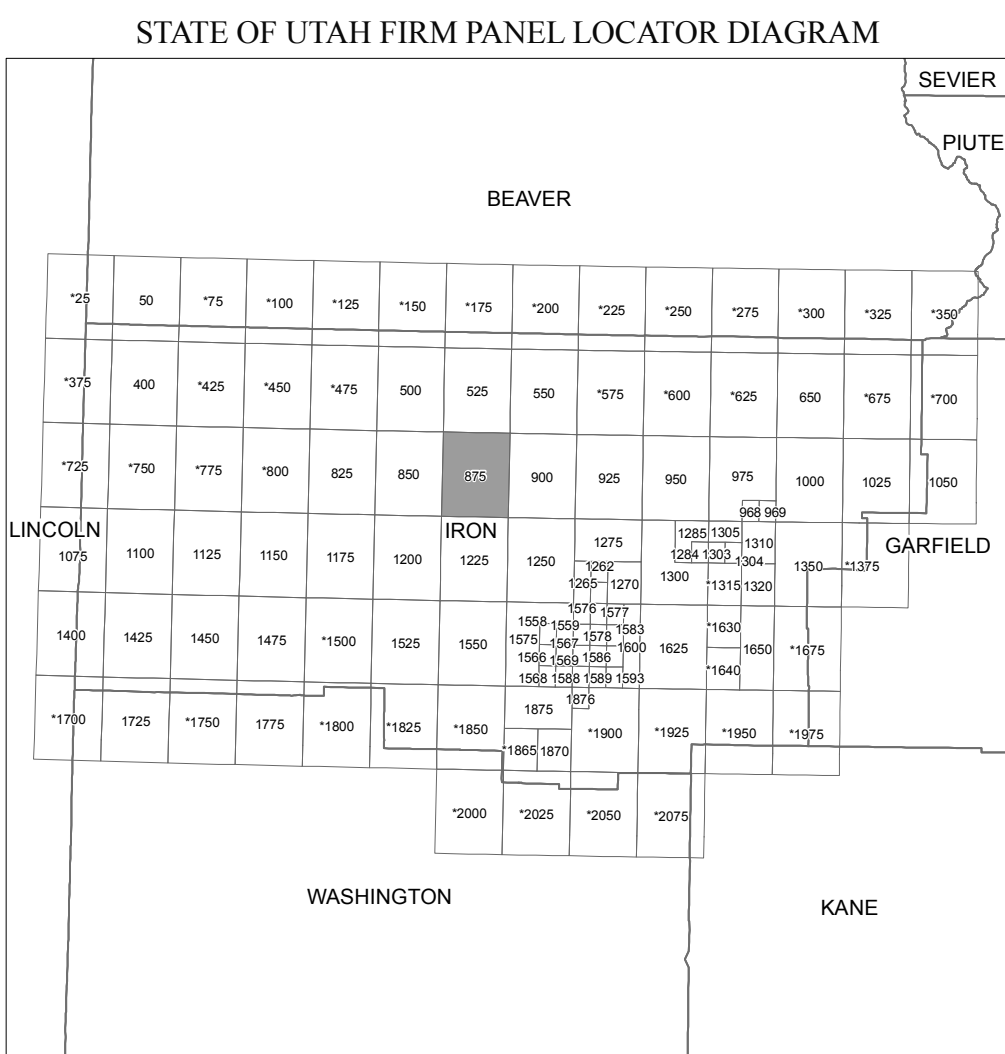 STATE OF UTAH FIRM PANEL LOCATOR DIAGRAM
SEVIER
PIUTE
BEAVER
*25 50 *75 *100 *125 *150 *175 *200 *225 *250 *275 *300 *325 *350
*375 400 *425 *450 *475 500 525 550 *575 *600 *625 650 *675 *700
*725 *750 *775 *800 825 850 875 900 925 950 975 1000 1025 1050
968 969
LINCOLN IRON GARFIELD
1075 1100 1125 1150 1175 1200 1225 1250 1275 1285 1305 1310
1284 1303 1304
1262 1300 1350 *1375
1265 1270 *1315 1320
1576 1577
1400 1425 1450 1475 *1500 1525 1550 1558 1559 1583 *1630
1575 1567 1578 1600 1625 1650 *1675
1566 1569 1586 *1640
1568 1588 1589 1593
*1700 1725 *1750 1775 *1800 *1825 *1850 1875 1876 *1900 *1925 *1950 *1975
*1865 1870
*2000 *2025 *2050 *2075
WASHINGTON
KANE